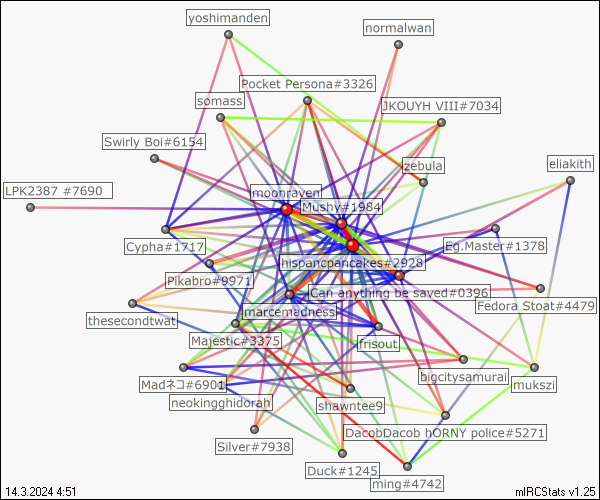 yoshimanden
normalwan
Pocket Persona#3326
somass
JKOUYH VIII#7034
Swirly Boi#6154
zebula
eliakith
LPK2387 #7690
moonraven
Mushy#1984
Cypha#1717
Eg.Master#1378
hispancpancakes#2928
Pikabro#9971
Can anything be saved#0396
Fedora Stoat#4479
marcemadness
thesecondtwat
Majestic#3375
frisout
bigcitysamurai
Madネコ#6901
mukszi
neokingghidorah
shawntee9
DacobDacob hORNY police#5271
Silver#7938
Duck#1245
ming#4742
14.3.2024 4:51
mIRCStats v1.25